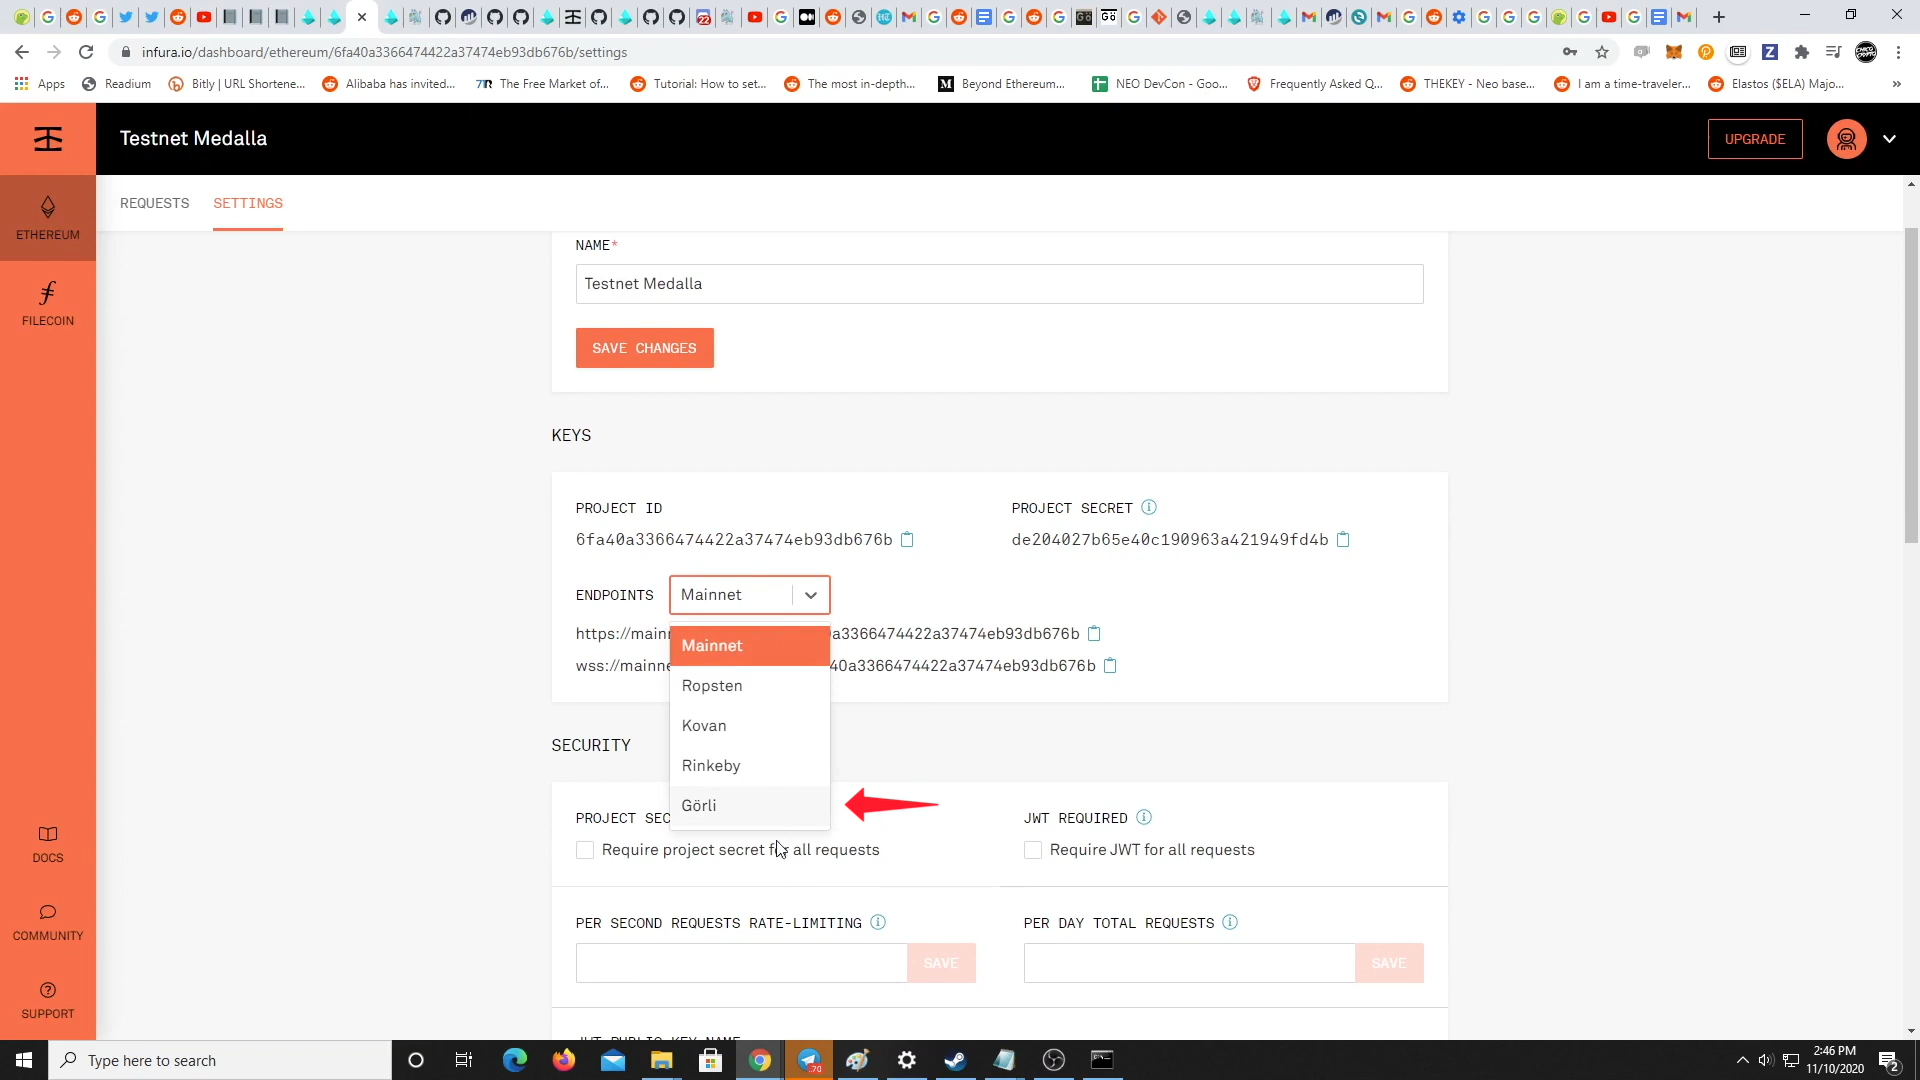 infura.io/dashboard/ethereum/6fa40a3366474422a37474eb93db676b/settings
Apps
Readium
Bitly | URL Shortene...
Alibaba has invited...
The Free Market of...
Tutorial: How to set...
The most in-depth...
Beyond Ethereum...
NEO DevCon - Goo...
Frequently Asked Q...
THEKEY - Neo base...
I am a time-traveler...
Elastos ($ELA) Majo...
»
Testnet Medalla
UPGRADE
REQUESTS
SETTINGS
ETHEREUM
FILECOIN
DOCS
COMMUNITY
SUPPORT
NAME*
Testnet Medalla
SAVE CHANGES
KEYS
PROJECT ID
6fa40a3366474422a37474eb93db676b
PROJECT SECRET
de204027b65e40c190963a421949fd4b
ENDPOINTS
Mainnet
https://main a3366474422a37474eb93db676b
wss://mainne 40a3366474422a37474eb93db676b
Mainnet
Ropsten
Kovan
Rinkeby
Görli
SECURITY
PROJECT SEC
Require project secret for all requests
JWT REQUIRED
Require JWT for all requests
PER SECOND REQUESTS RATE-LIMITING
SAVE
PER DAY TOTAL REQUESTS
SAVE
JWT PUBLIC KEY NAME
Type here to search
2:46 PM
11/10/2020